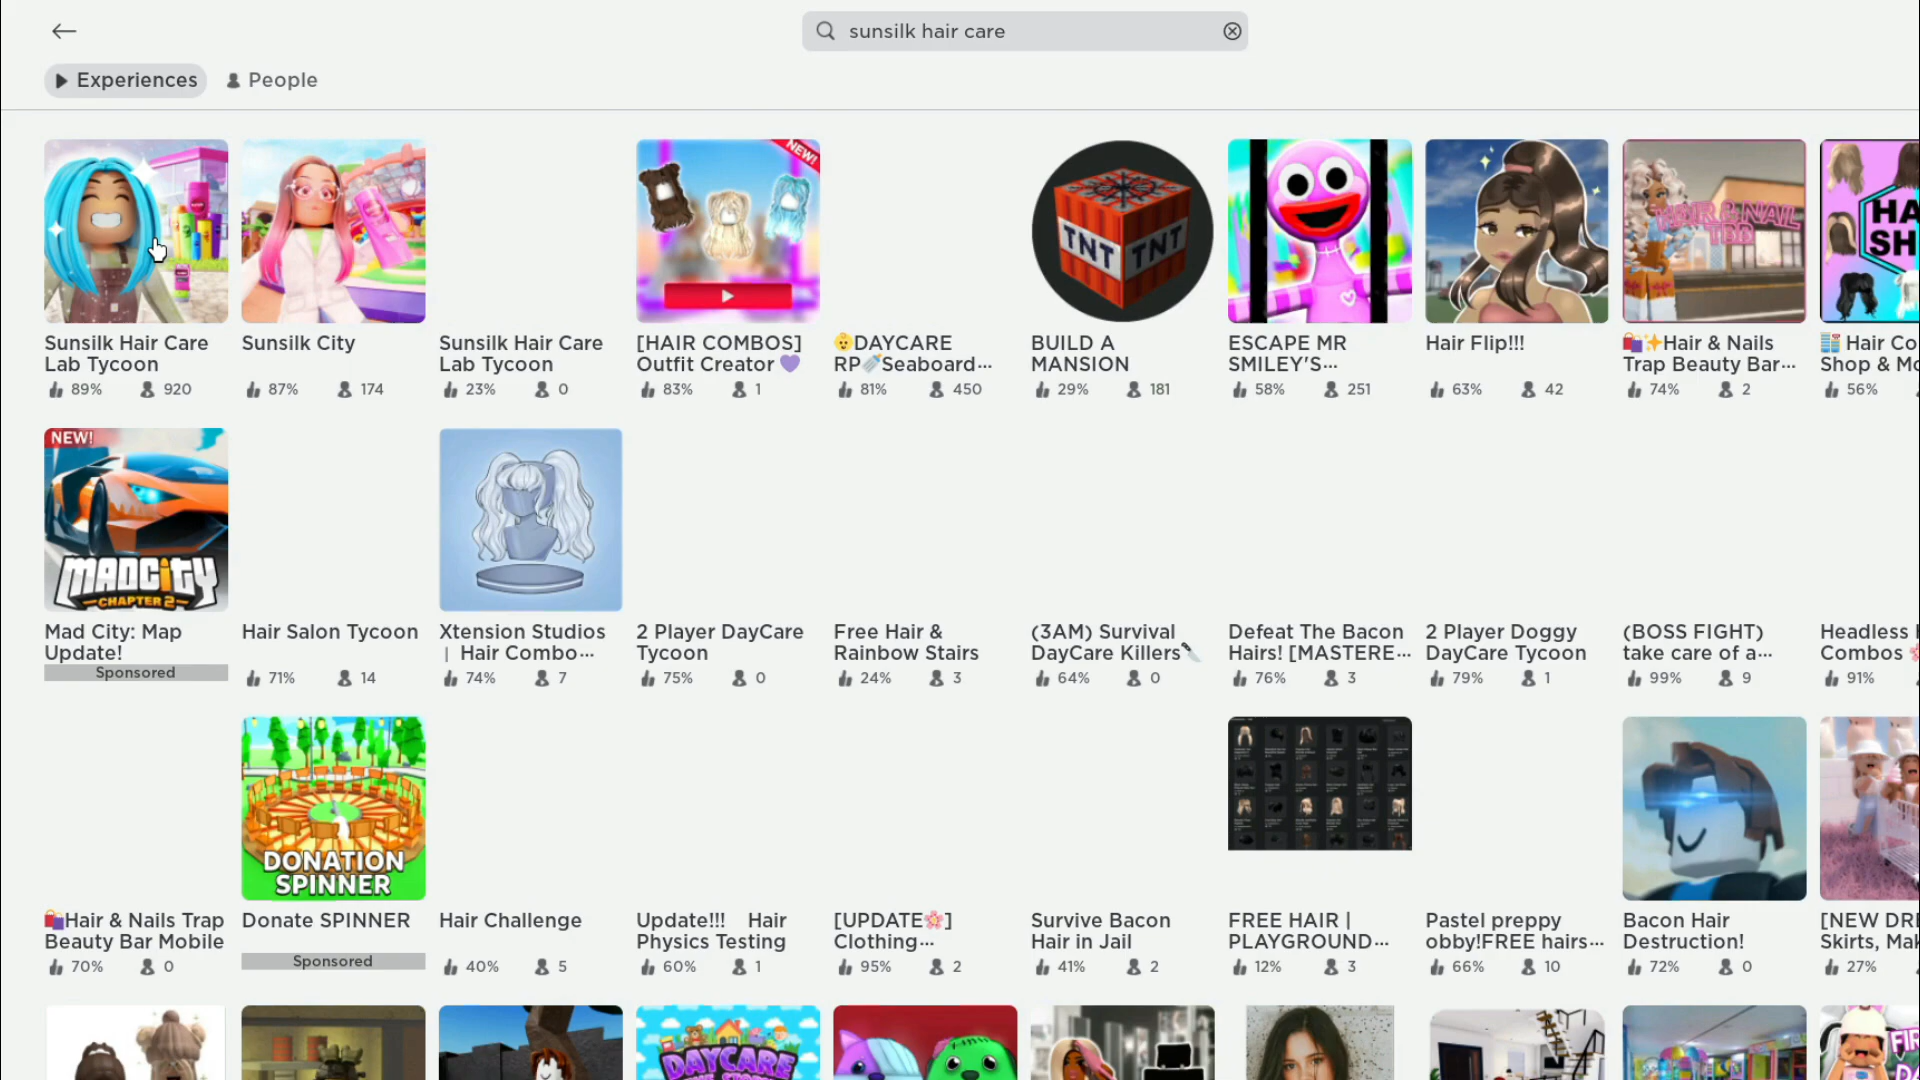 sunsilk hair care
Experiences
People
NEW!
TNT TNT
HAIR & NAIL
TBD
HA
SH
Sunsilk Hair Care
Lab Tycoon
89% 920
Sunsilk City
87% 174
Sunsilk Hair Care
Lab Tycoon
23% 0
[HAIR COMBOS]
Outfit Creator 💜
83% 1
👶DAYCARE
RP🍼Seaboard...
81% 450
BUILD A
MANSION
29% 181
ESCAPE MR
SMILEY'S...
58% 251
Hair Flip!!!
63% 42
🛍️✨Hair & Nails
Trap Beauty Bar...
74% 2
🏬 Hair Co
Shop & Mo
56%
NEW!
MADCITY
CHAPTER 2
Mad City: Map
Update!
Sponsored
Hair Salon Tycoon
71% 14
Xtension Studios
| Hair Combo...
74% 7
2 Player DayCare
Tycoon
75% 0
Free Hair &
Rainbow Stairs
24% 3
(3AM) Survival
DayCare Killers🔪
64% 0
Defeat The Bacon
Hairs! [MASTERE...
76% 3
2 Player Doggy
DayCare Tycoon
79% 1
(BOSS FIGHT)
take care of a...
99% 9
Headless
Combos 🌸
91%
🛍️Hair & Nails Trap
Beauty Bar Mobile
70% 0
DONATION
SPINNER
Donate SPINNER
Sponsored
Hair Challenge
40% 5
Update!!! Hair
Physics Testing
60% 1
[UPDATE🌸]
Clothing...
95% 2
Survive Bacon
Hair in Jail
41% 2
FREE HAIR |
PLAYGROUND...
12% 3
Pastel preppy
obby!FREE hairs...
66% 10
Bacon Hair
Destruction!
72% 0
[NEW DRE
Skirts, Mak
27%
DAYCARE